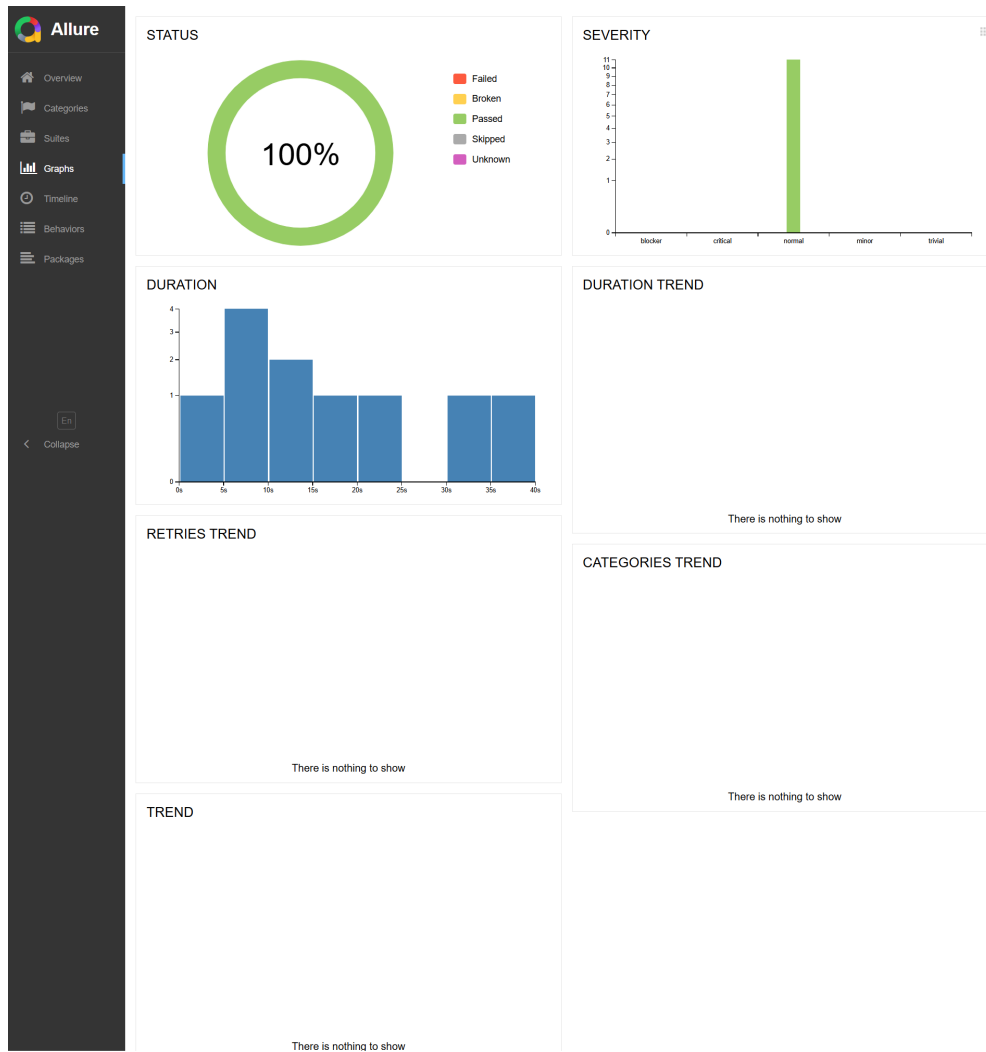 Allure
Overview
Categories
Suites
Graphs
Timeline
Behaviors
Packages
En
Collapse
STATUS
100%
Failed
Broken
Passed
Skipped
Unknown
SEVERITY
11
10
9
8
7
6
5
4
3
2
1
0
blocker critical normal minor trivial
DURATION
4
3
2
1
0
0s 5s 10s 15s 20s 25s 30s 35s 40s
DURATION TREND
There is nothing to show
RETRIES TREND
There is nothing to show
CATEGORIES TREND
There is nothing to show
TREND
There is nothing to show